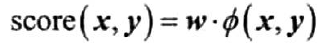 score(x, y) = w · ϕ(x, y)